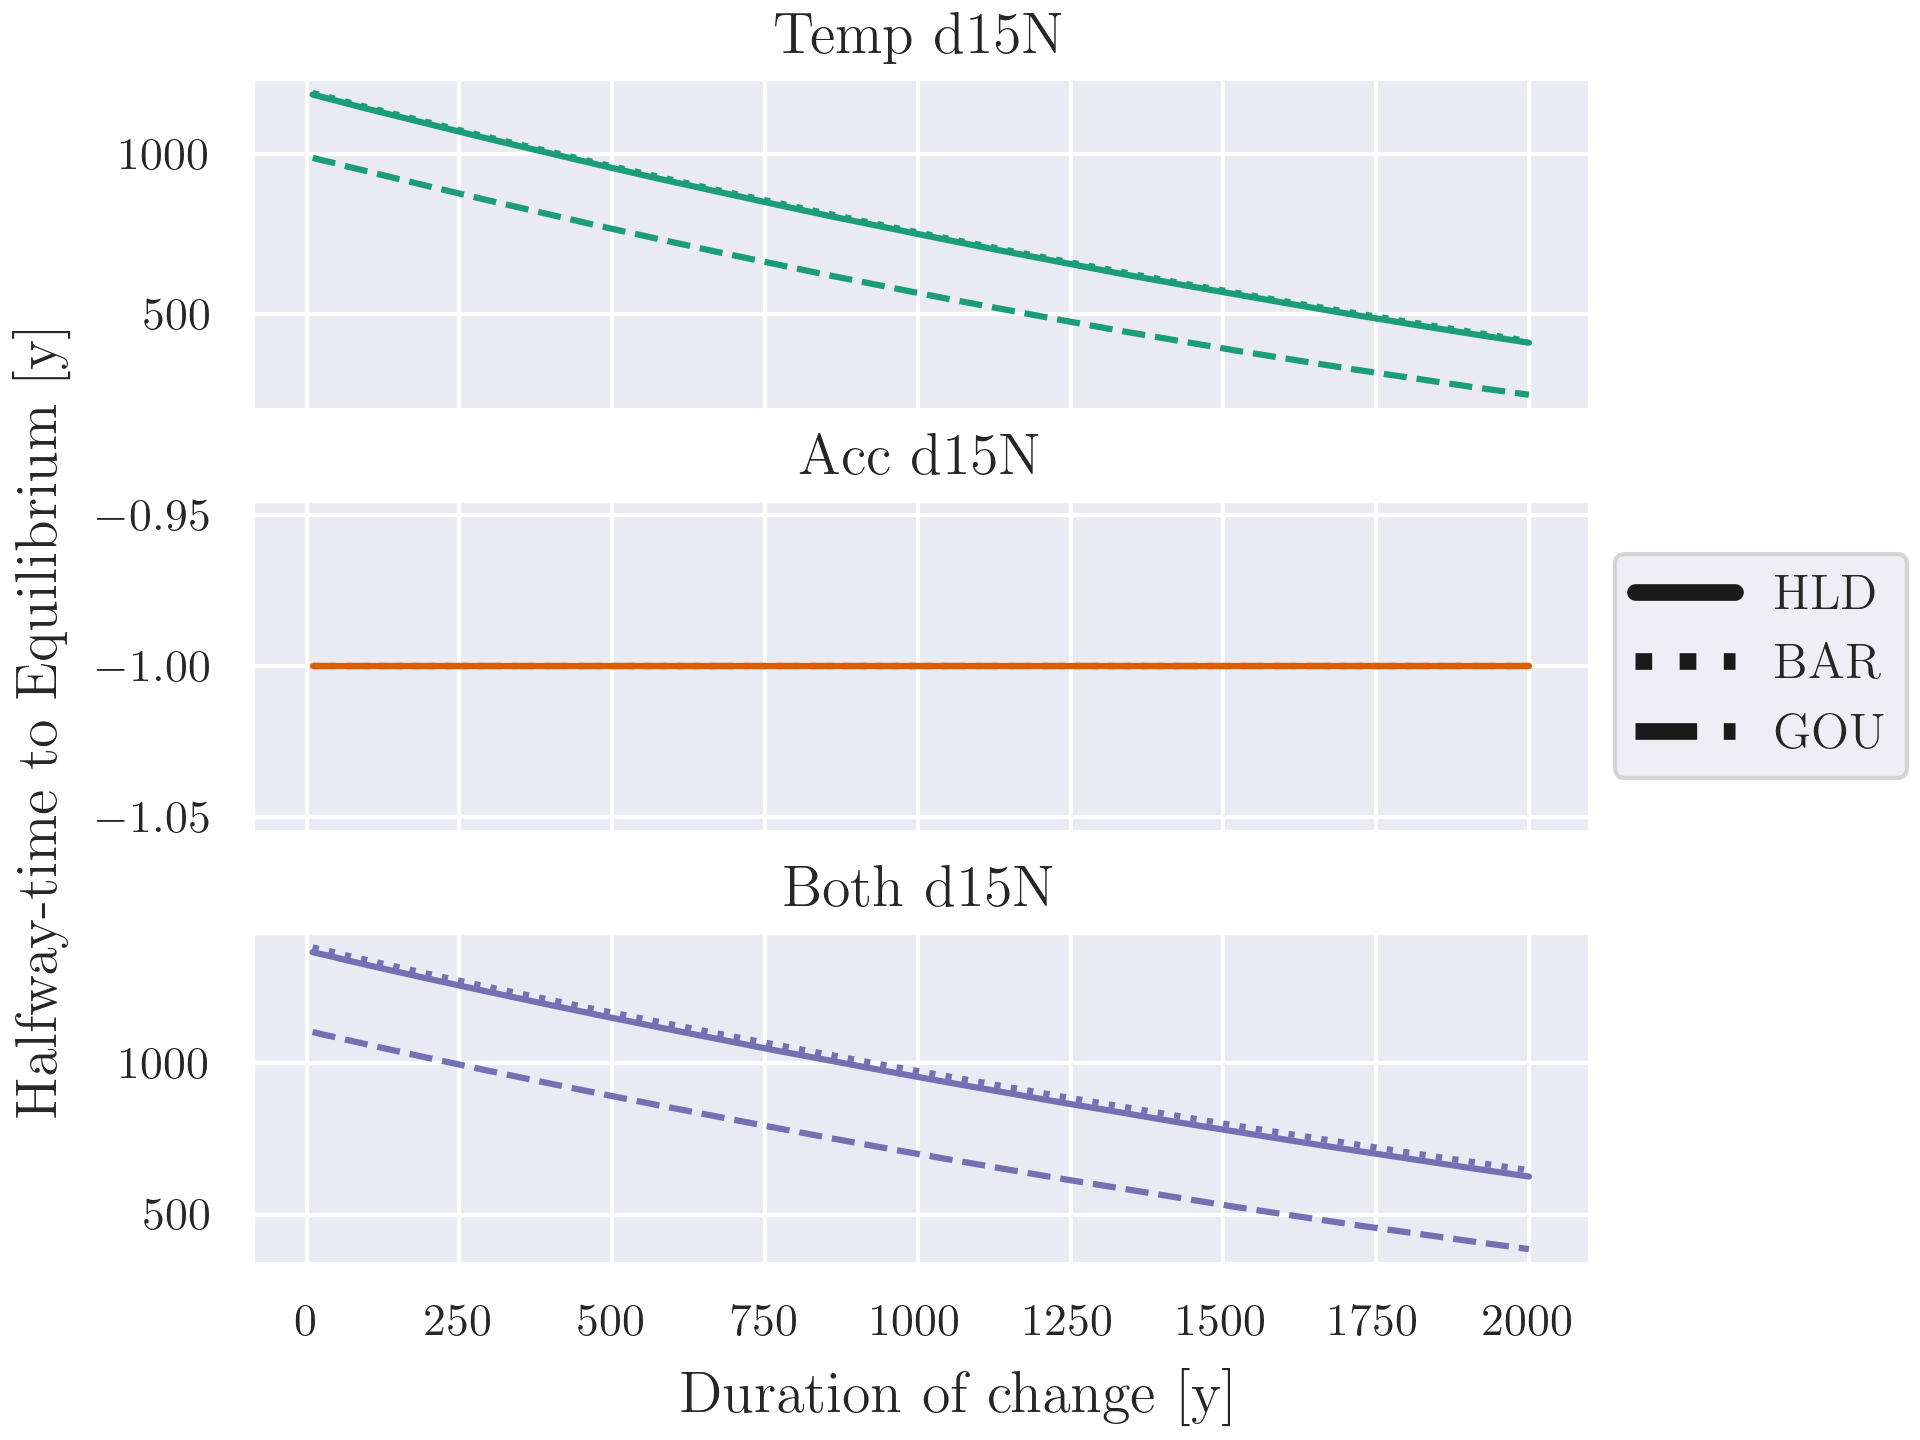 Temp d15N
1000
500
Acc d15N
−0.95
−1.00
−1.05
Both d15N
1000
500
0 250 500 750 1000 1250 1500 1750 2000
Duration of change [y]
Halfway-time to Equilibrium [y]
HLD
BAR
GOU